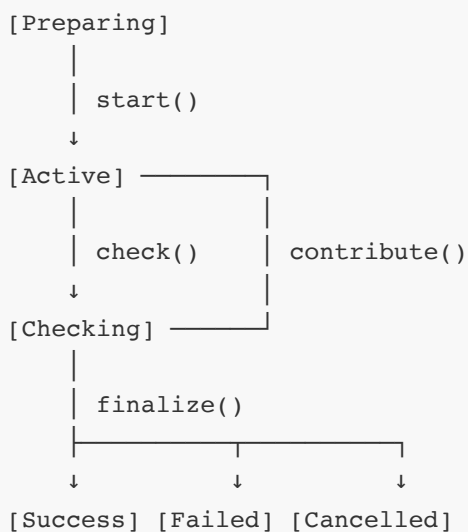 [Preparing]
start()
[Active]
check() contribute()
[Checking]
finalize()
[Success] [Failed] [Cancelled]